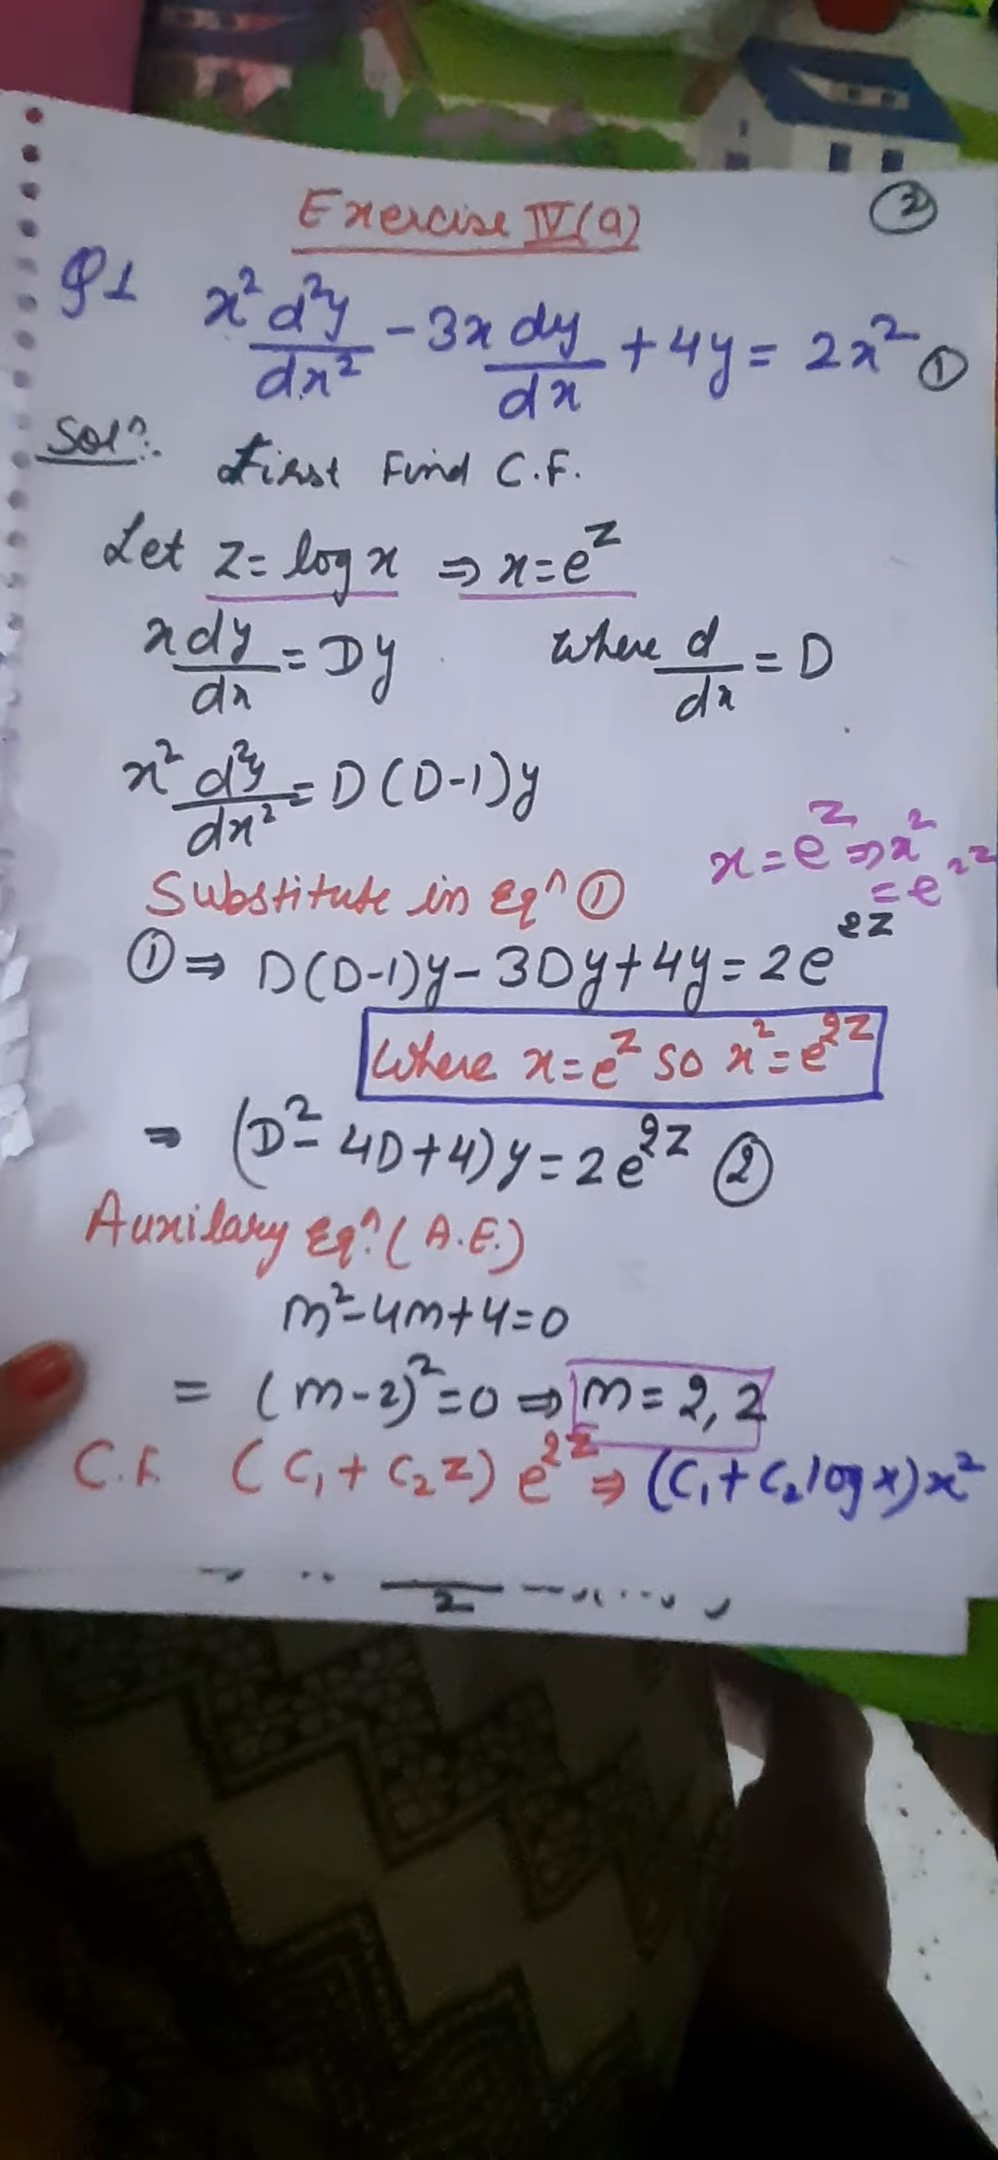 Exercise IV(a)
②
Q1 x² d²y/dx² - 3x dy/dx + 4y = 2x² ①
Solⁿ:. First Find C.F.
Let z = log x ⇒ x = e^z
x dy/dx = Dy where d/dx = D
x² d²y/dx² = D(D-1)y
x = e^z ⇒ x²
= e^2z
Substitute in Eqⁿ ①
① ⇒ D(D-1)y - 3Dy + 4y = 2e^2z
Where x = e^z so x² = e^2z
⇒ (D² - 4D + 4)y = 2e^2z ②
Auxilary Eqⁿ. (A.E.)
m² - 4m + 4 = 0
= (m-2)² = 0 ⇒ m = 2, 2
C.F. (C₁ + C₂ z) e^2z ⇒ (C₁ + C₂ log x) x²